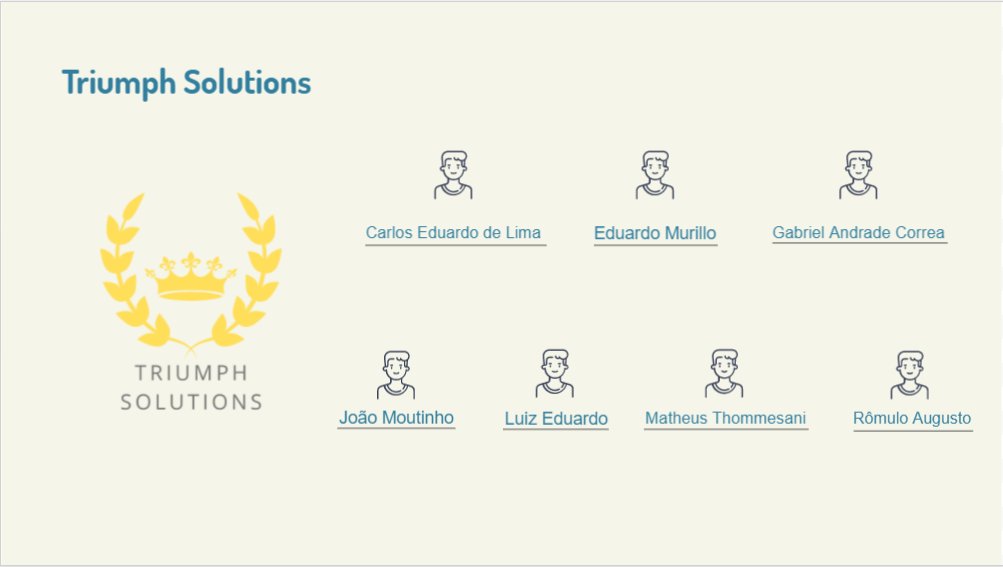 Triumph Solutions
Carlos Eduardo de Lima
Eduardo Murillo
Gabriel Andrade Correa
TRIUMPH
SOLUTIONS
João Moutinho
Luiz Eduardo
Matheus Thommesani
Rômulo Augusto